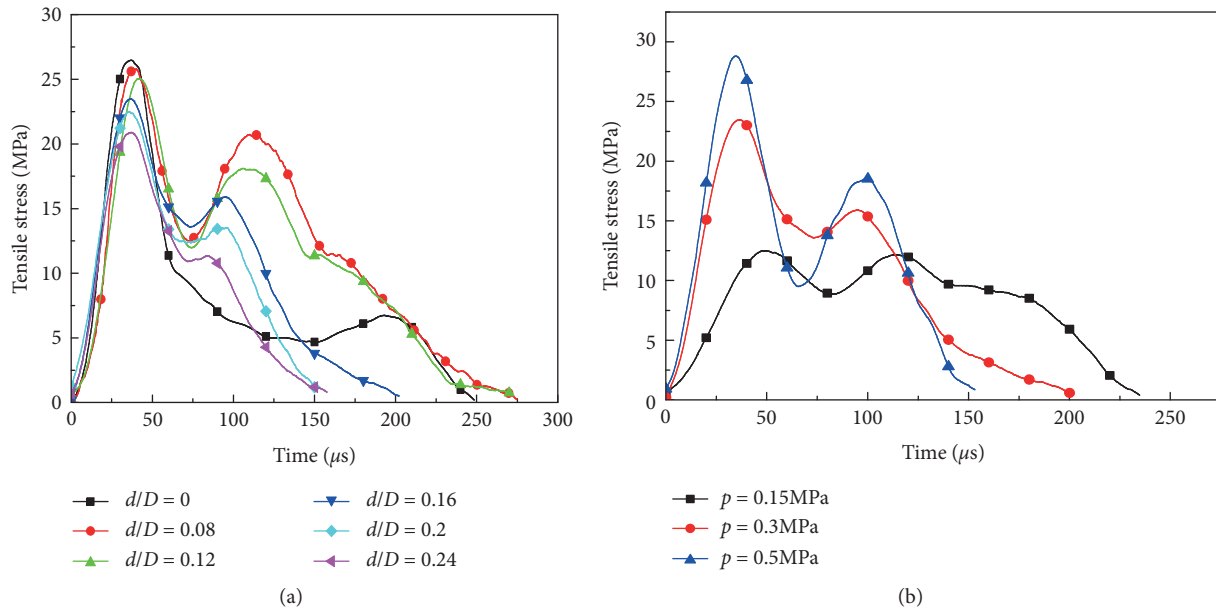 30
25
20
15
10
5
0
Tensile stress (MPa)
0 50 100 150 200 250
Time (μs)
d/D = 0
d/D = 0.08
d/D = 0.12
d/D = 0.16
d/D = 0.2
d/D = 0.24
(a)
30
25
20
15
10
5
0
Tensile stress (MPa)
0 50 100 150 200 250
Time (μs)
p = 0.15MPa
p = 0.3MPa
p = 0.5MPa
(b)